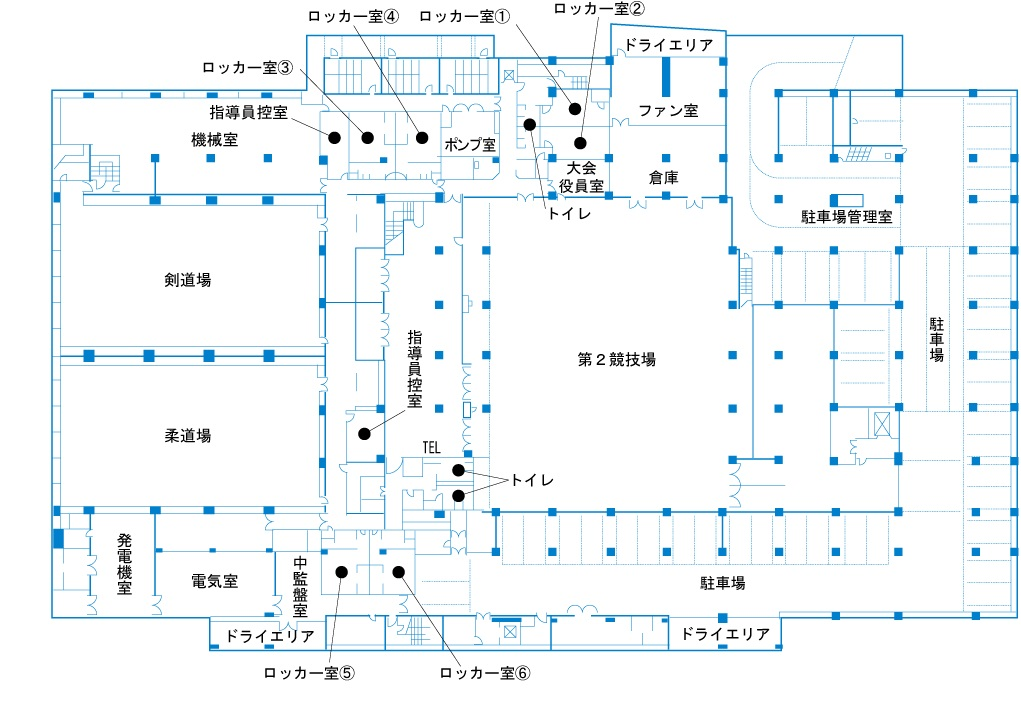 ロッカー室④
ロッカー室①
ロッカー室②
ドライエリア
ロッカー室③
指導員控室
機械室
ポンプ室
ファン室
大会
役員室
倉庫
トイレ
駐車場管理室
剣道場
指導員控室
第２競技場
駐車場
柔道場
TEL
トイレ
発電機室
電気室
中監盤室
駐車場
ドライエリア
ドライエリア
ロッカー室⑤
ロッカー室⑥